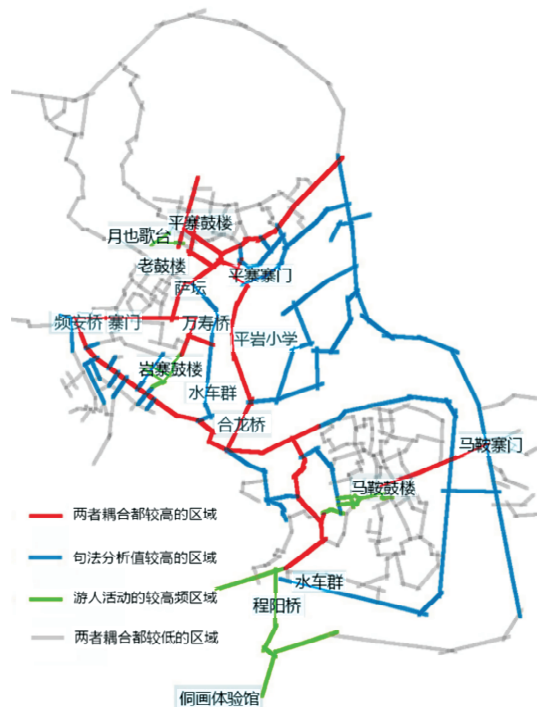 平寨鼓楼
月也歌台
老鼓楼
平寨寨门
萨坛
频安桥 寨门
万寿桥
平岩小学
岩寨鼓楼
水车群
合龙桥
马鞍寨门
马鞍鼓楼
两者耦合都较高的区域
句法分析值较高的区域
水车群
游人活动的较高频区域
程阳桥
两者耦合都较低的区域
侗画体验馆